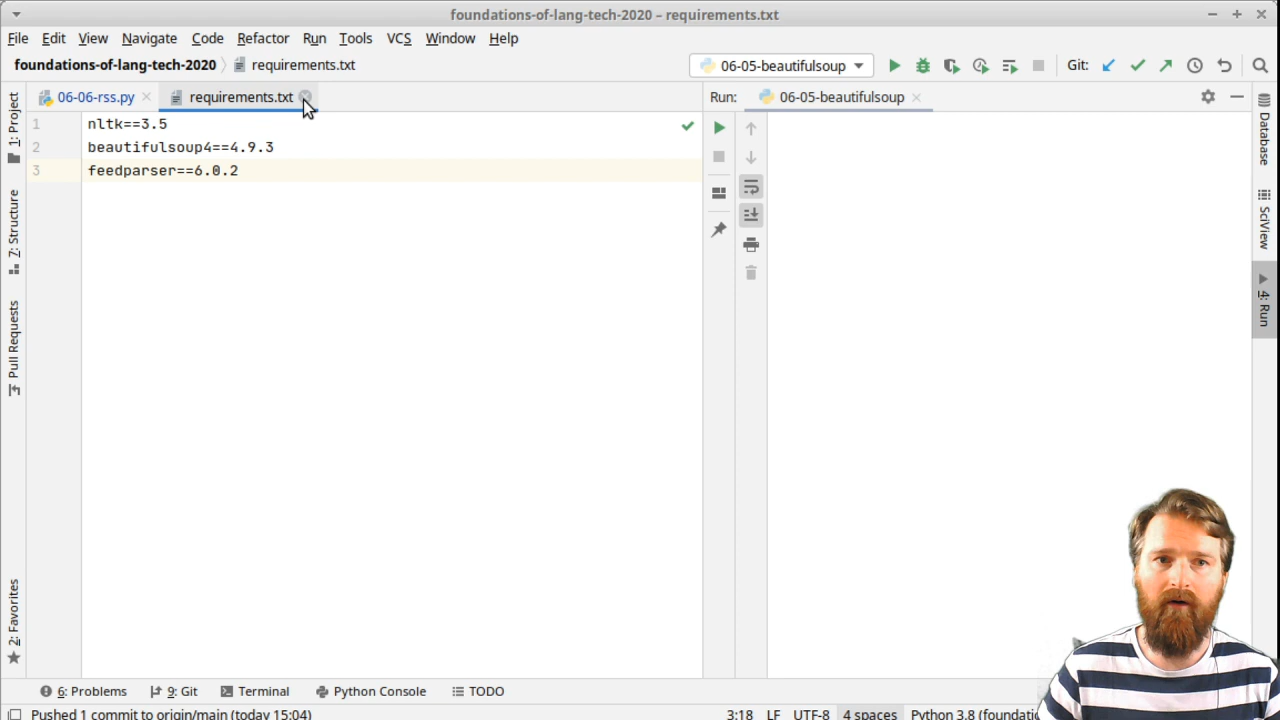 foundations-of-lang-tech-2020 – requirements.txt
File Edit View Navigate Code Refactor Run Tools VCS Window Help
foundations-of-lang-tech-2020 requirements.txt 06-05-beautifulsoup Git:
06-06-rss.py requirements.txt Run: 06-05-beautifulsoup
1 nltk==3.5
2 beautifulsoup4==4.9.3
3 feedparser==6.0.2
1: Project
7: Structure
Pull Requests
2: Favorites
Database
SciView
4: Run
6: Problems 9: Git Terminal Python Console TODO
Pushed 1 commit to origin/main (today 15:04) 3:18 LF UTF-8 4 spaces Python 3.8